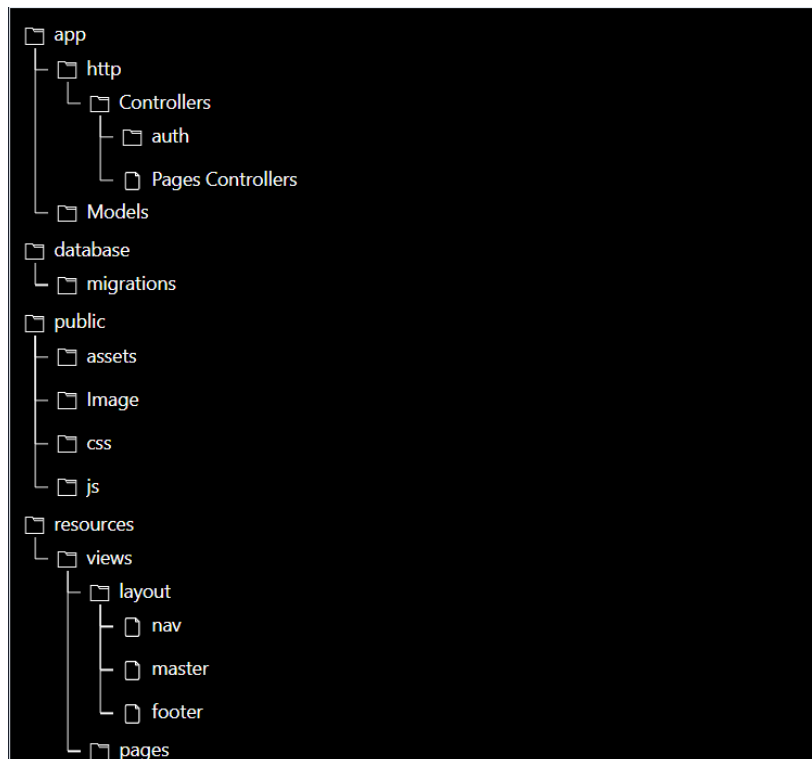 app
http
Controllers
auth
Pages Controllers
Models
database
migrations
public
assets
Image
css
js
resources
views
layout
nav
master
footer
pages